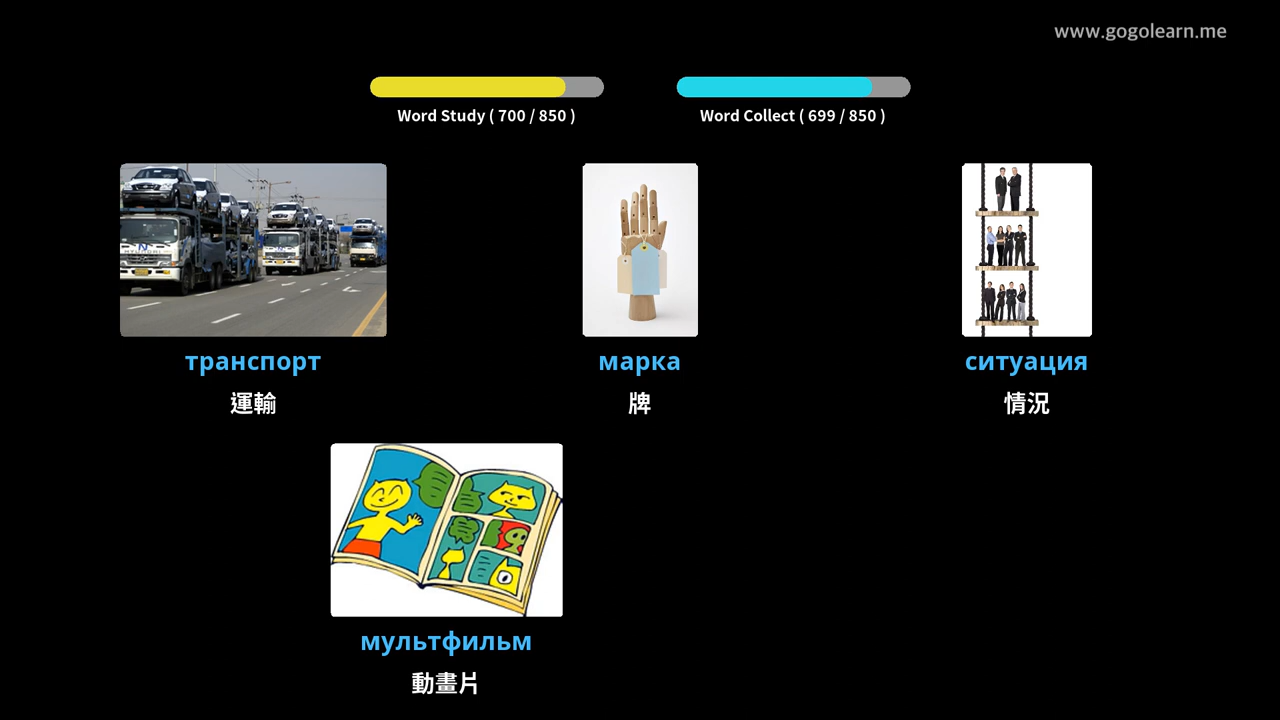 www.gogolearn.me
Word Study ( 700 / 850 )
Word Collect ( 699 / 850 )
транспорт
運輸
марка
牌
ситуация
情況
мультфильм
動畫片